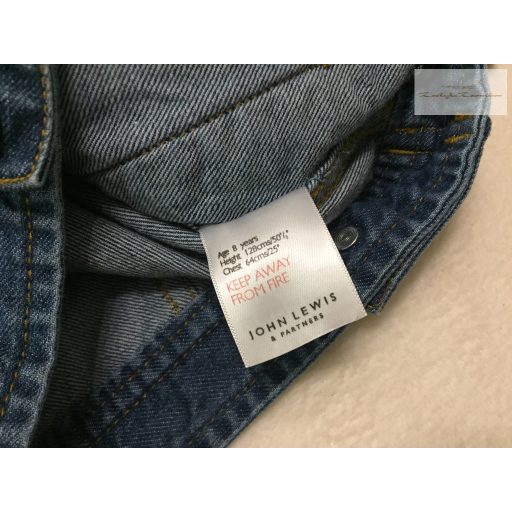 Age 8 years
Height 128cms/50½"
Chest 64cms/25"
KEEP AWAY
FROM FIRE
JOHN LEWIS
& PARTNERS